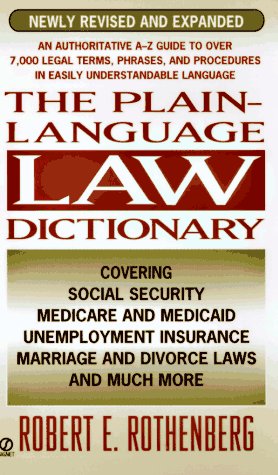 NEWLY REVISED AND EXPANDED
AN AUTHORITATIVE A–Z GUIDE TO OVER
7,000 LEGAL TERMS, PHRASES, AND PROCEDURES
IN EASILY UNDERSTANDABLE LANGUAGE
THE PLAIN-
LANGUAGE
LAW
DICTIONARY
COVERING
SOCIAL SECURITY
MEDICARE AND MEDICAID
UNEMPLOYMENT INSURANCE
MARRIAGE AND DIVORCE LAWS
AND MUCH MORE
SIGNET
ROBERT E. ROTHENBERG